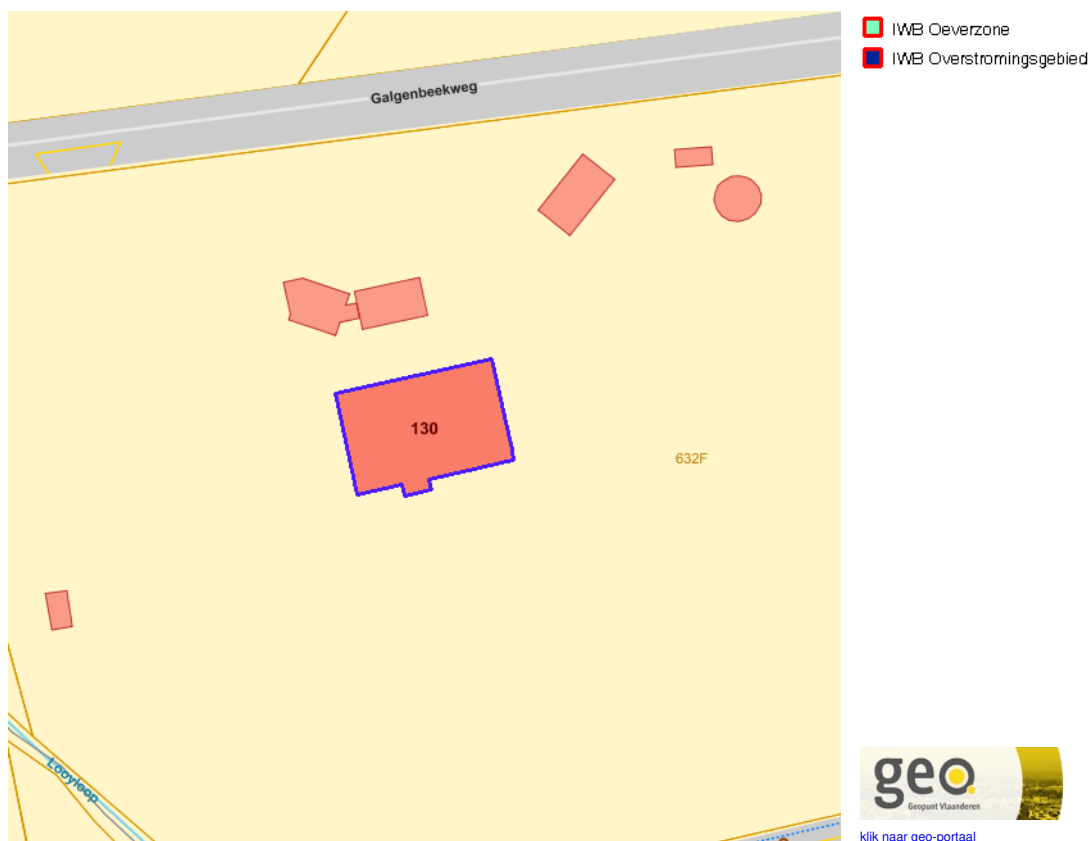 IWB Oeverzone
IWB Overstromingsgebied
Galgenbeekweg
130
632F
Looyloop
geo.
Geopunt Vlaanderen
klik naar geo-portaal